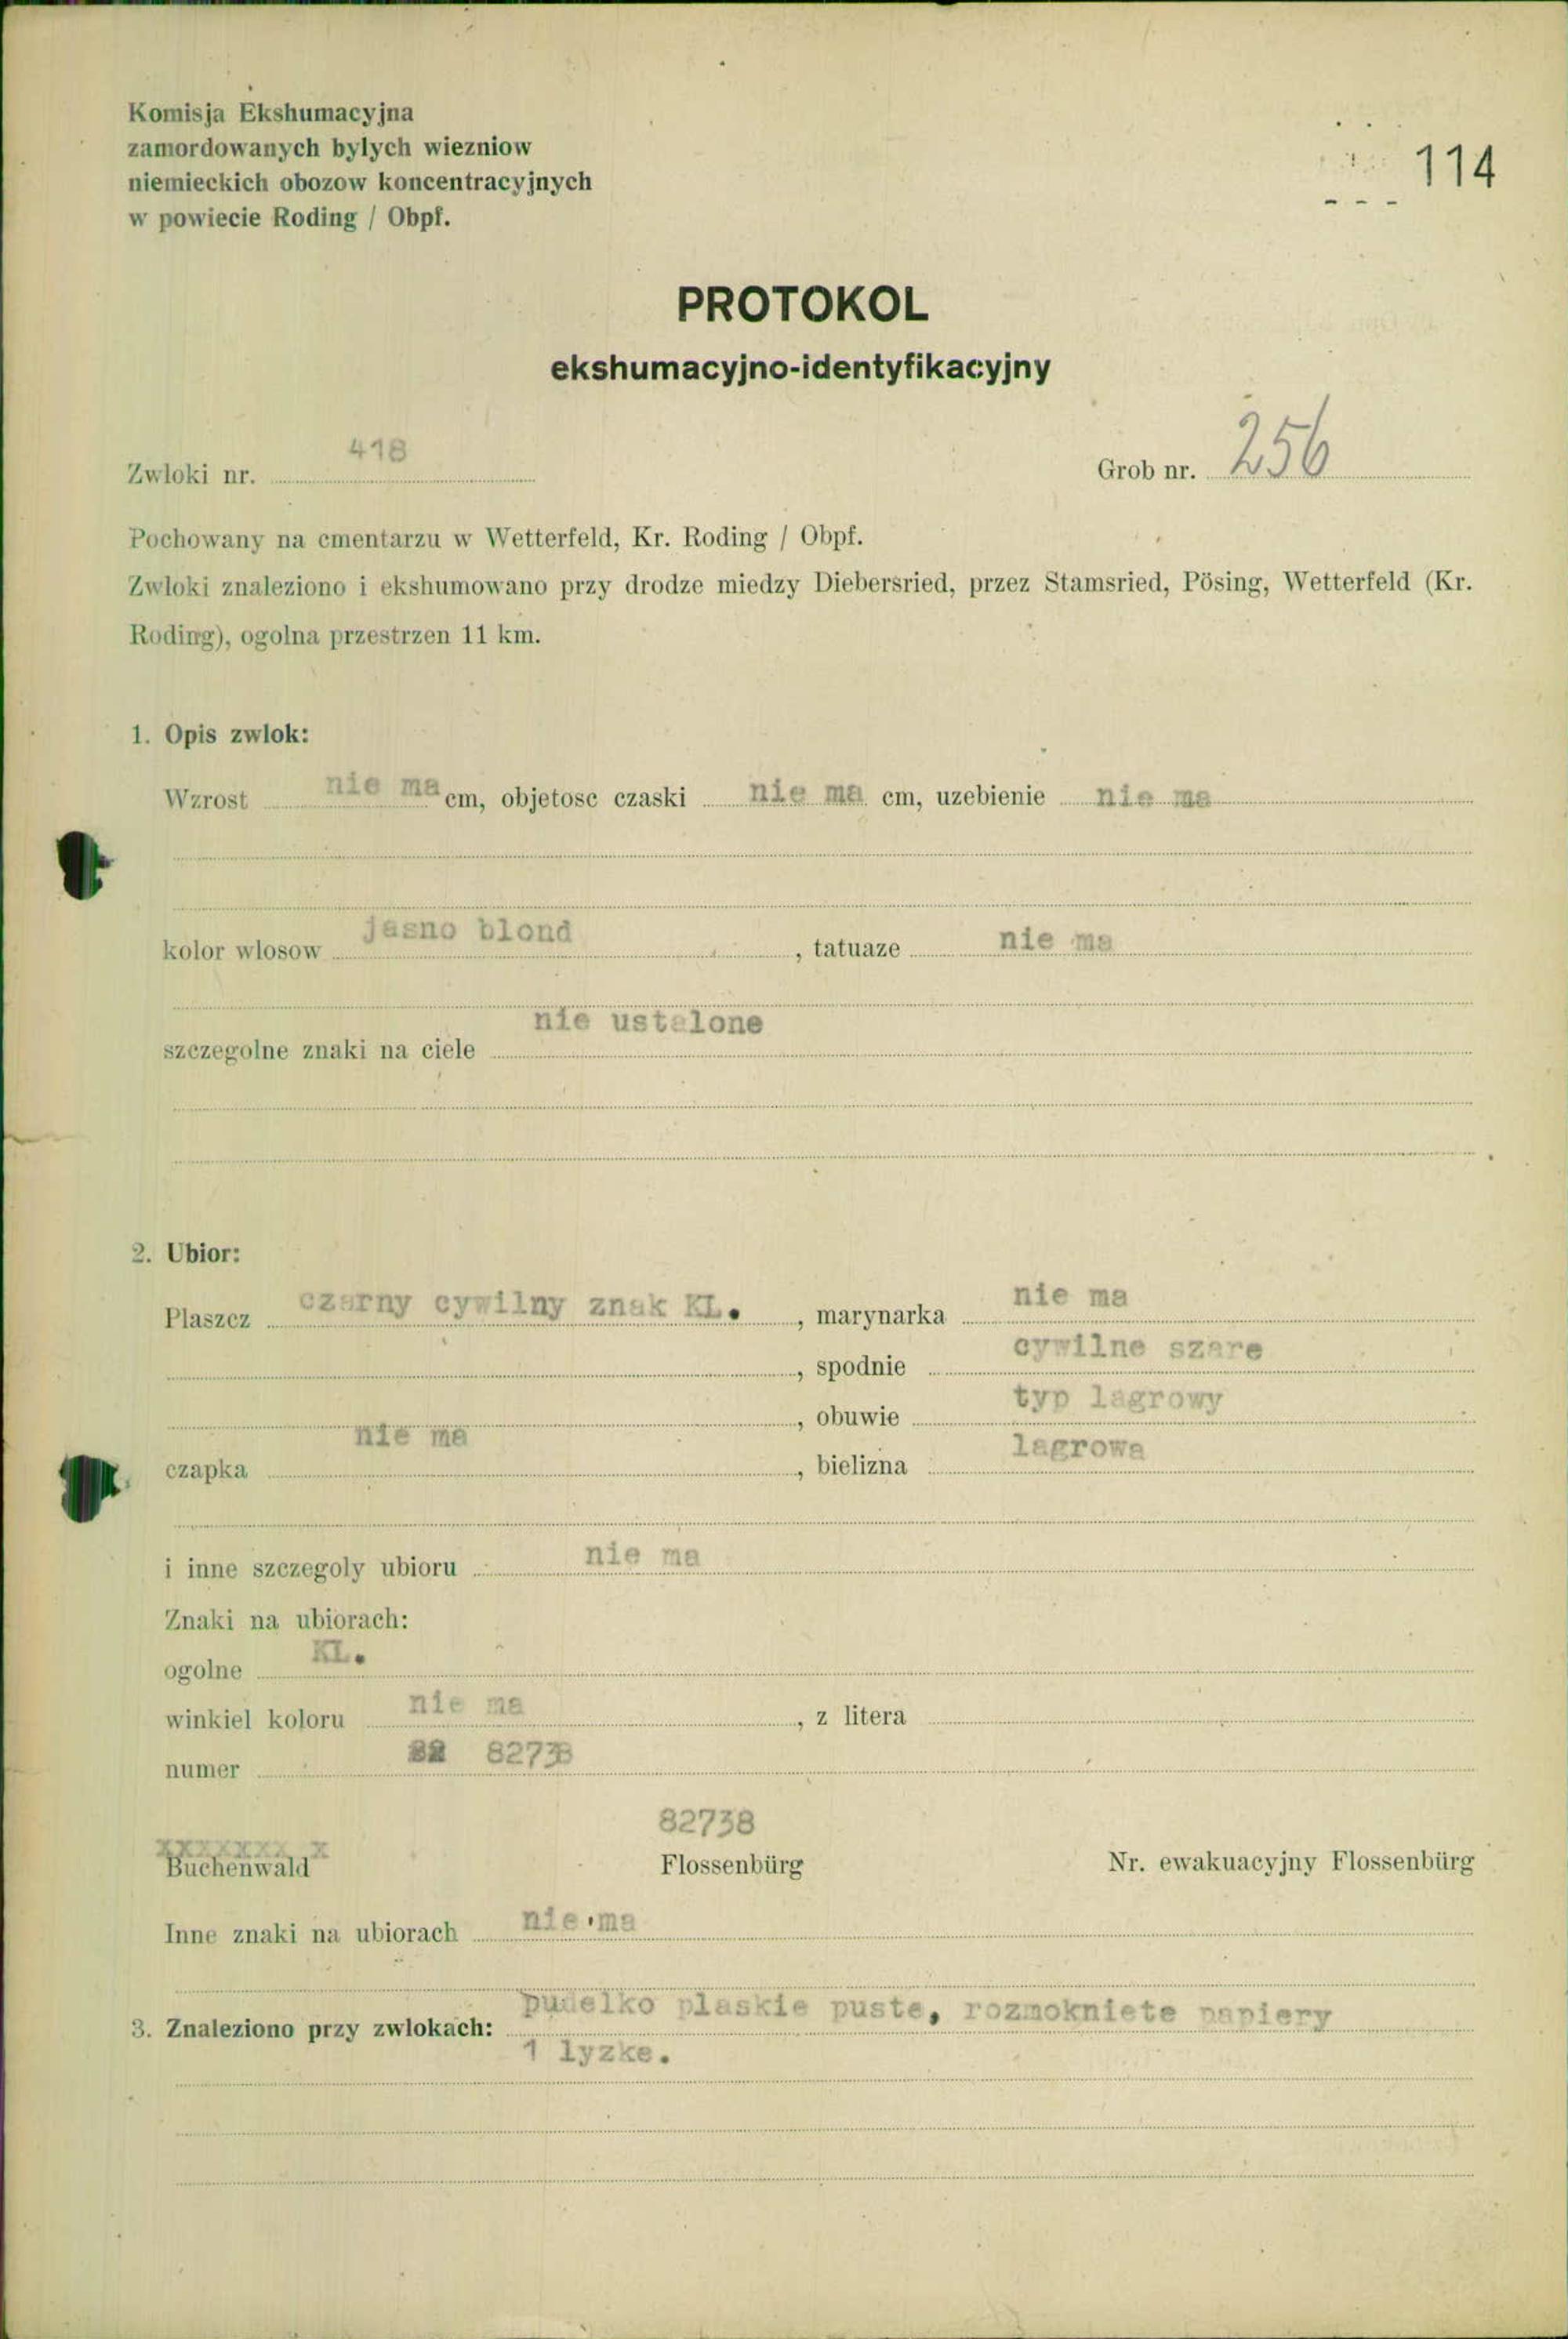 Komisja Ekshumacyjna
zamordowanych bylych wiezniow
niemieckich obozow koncentracyjnych
w powiecie Roding / Obpf.
114
PROTOKOL
ekshumacyjno-identyfikacyjny
Zwloki nr. 418 Grob nr. 256
Pochowany na cmentarzu w Wetterfeld, Kr. Roding / Obpf.
Zwloki znaleziono i ekshumowano przy drodze miedzy Diebersried, przez Stamsried, Pösing, Wetterfeld (Kr.
Roding), ogolna przestrzen 11 km.
1. Opis zwlok:
Wzrost nie ma cm, objetosc czaski nie ma cm, uzebienie nie ma
kolor wlosow jasno blond, tatuaze nie ma
szczegolne znaki na ciele nie ustalone
2. Ubior:
Plaszcz czarny cywilny znak KL. , marynarka nie ma
, spodnie cywilne szare
, obuwie typ lagrowy
czapka nie ma , bielizna lagrowa
i inne szczegoly ubioru nie ma
Znaki na ubiorach:
ogolne KL.
winkiel koloru nie ma , z litera
numer 8273
82738
Buchenwald Flossenbürg Nr. ewakuacyjny Flossenbürg
Inne znaki na ubiorach nie ma
3. Znaleziono przy zwlokach: pudelko plaskie puste, rozmokniete papiery
1 lyzke.